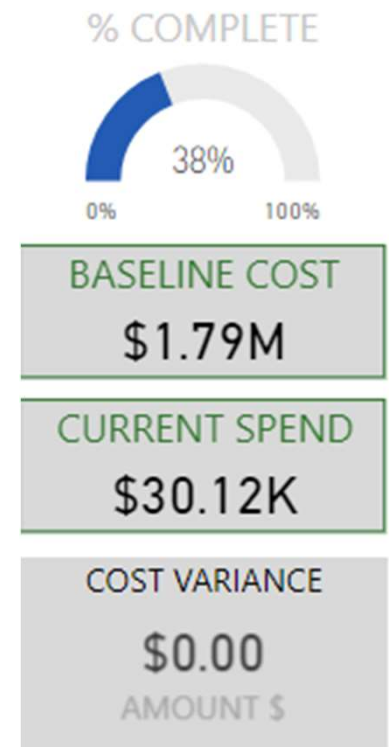 % COMPLETE
38%
0% 100%
BASELINE COST
$1.79M
CURRENT SPEND
$30.12K
COST VARIANCE
$0.00
AMOUNT $